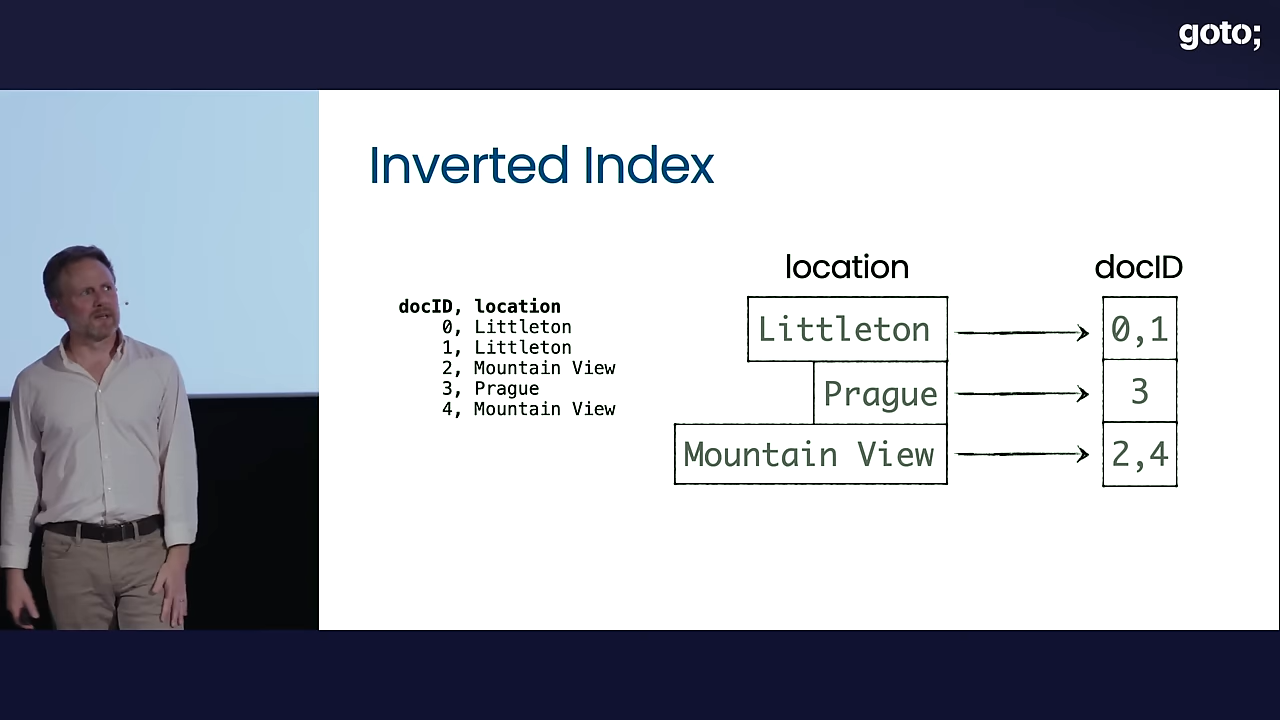 goto;
Inverted Index
docID, location
0, Littleton
1, Littleton
2, Mountain View
3, Prague
4, Mountain View
location docID
Littleton 0,1
Prague 3
Mountain View 2,4